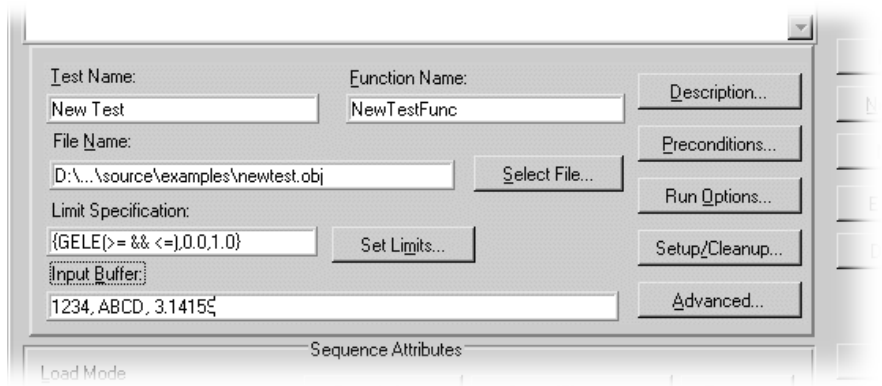 Test Name:
Function Name:
New Test
NewTestFunc
Description...
File Name:
Preconditions...
D:\...\source\examples\newtest.obj
Select File...
Limit Specification:
Run Options...
{GELE(>= && <=),0.0,1.0}
Set Limits...
Setup/Cleanup...
Input Buffer:
1234, ABCD, 3.14159
Advanced...
Sequence Attributes
Load Mode